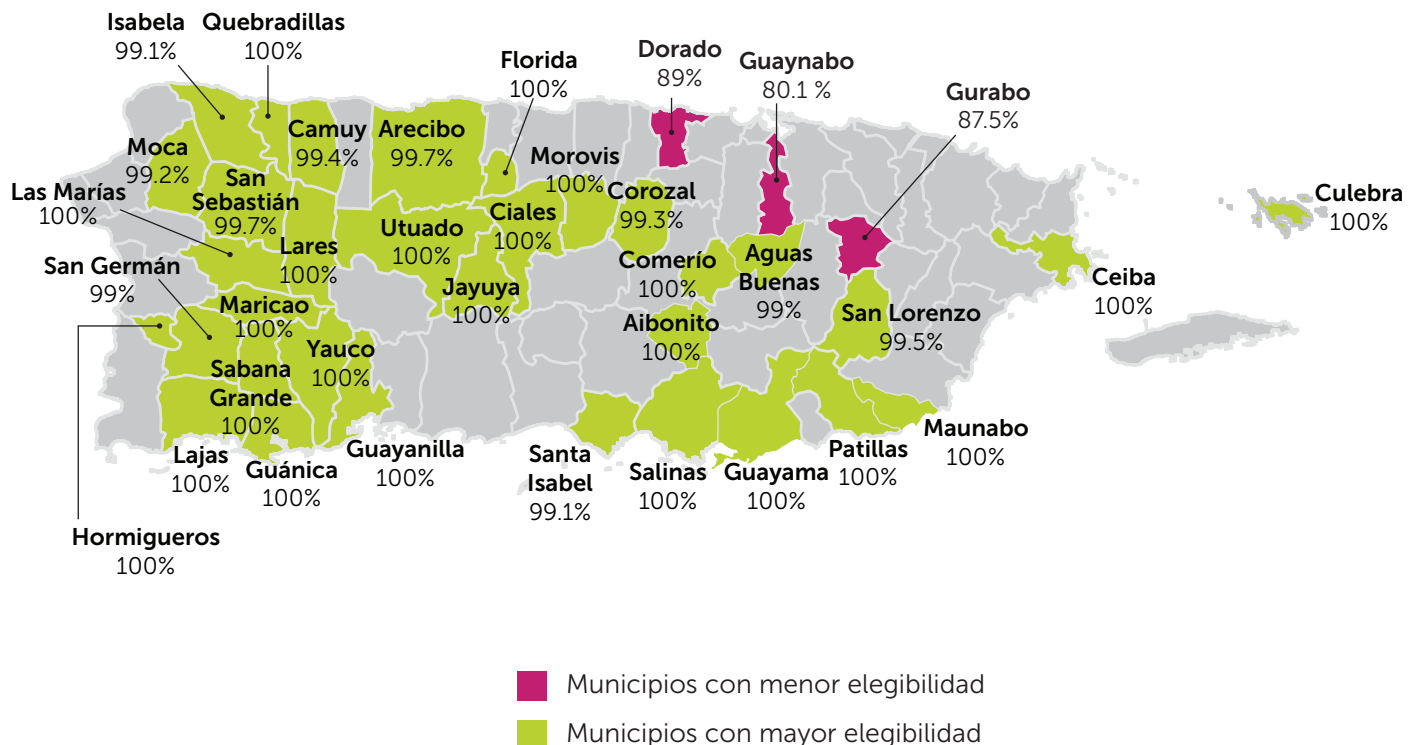 Isabela
99.1%
Quebradillas
100%
Florida
100%
Dorado
89%
Guaynabo
80.1 %
Gurabo
87.5%
Moca
99.2%
Camuy
99.4%
Arecibo
99.7%
Morovis
100%
Las Marías
100%
San
Sebastián
99.7%
Corozal
99.3%
Culebra
100%
Ciales
100%
Utuado
100%
Lares
100%
San Germán
99%
Comerío
100%
Aguas
Buenas
99%
Ceiba
100%
Jayuya
100%
Maricao
100%
Aibonito
100%
San Lorenzo
99.5%
Yauco
100%
Sabana
Grande
100%
Lajas
100%
Guánica
100%
Guayanilla
100%
Santa
Isabel
99.1%
Salinas
100%
Guayama
100%
Patillas
100%
Maunabo
100%
Hormigueros
100%
Municipios con menor elegibilidad
Municipios con mayor elegibilidad